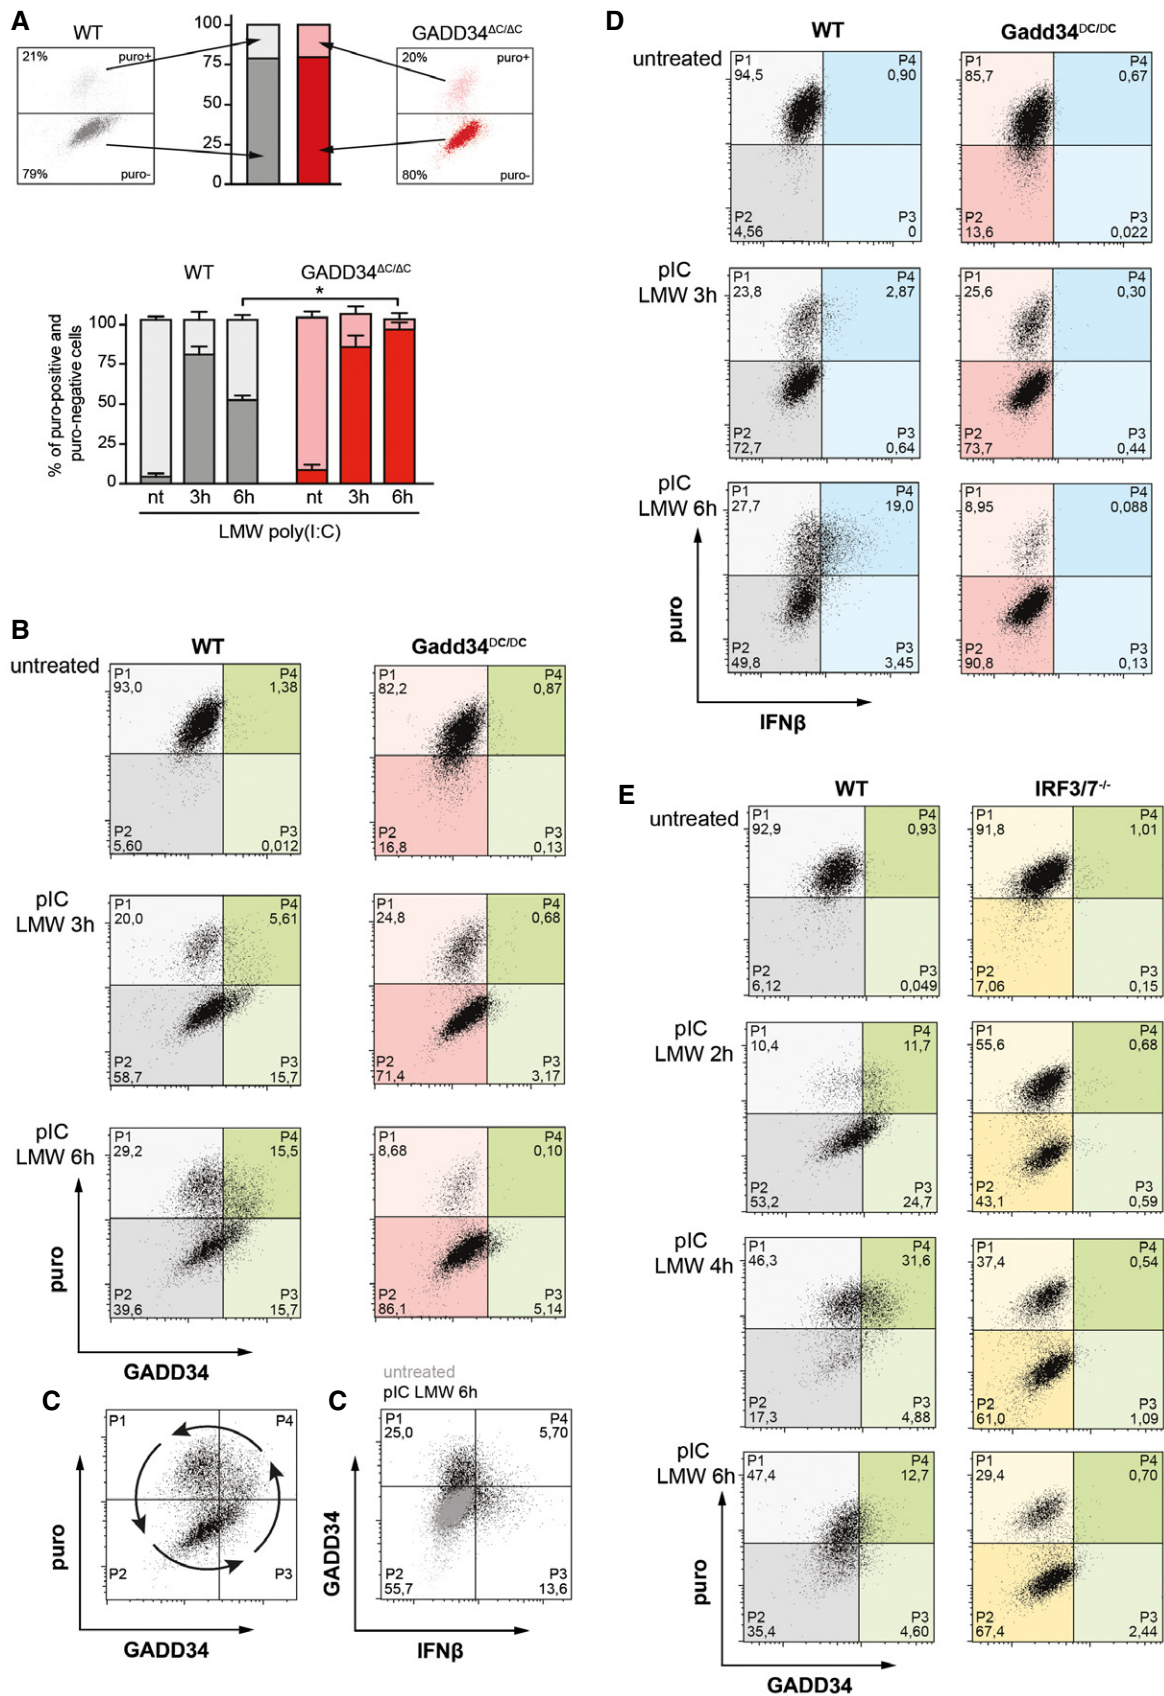 A
WT
GADD34ΔC/ΔC
21% puro+
79% puro-
100
75
50
25
0
20% puro+
80% puro-
WT GADD34ΔC/ΔC
*
% of puro-positive and
puro-negative cells
100
75
50
25
0
nt 3h 6h nt 3h 6h
LMW poly(I:C)
B
WT Gadd34DC/DC
untreated
P1 93,0 P4 1,38
P2 5,60 P3 0,012
P1 82,2 P4 0,87
P2 16,8 P3 0,13
pIC
LMW 3h
P1 20,0 P4 5,61
P2 58,7 P3 15,7
P1 24,8 P4 0,68
P2 71,4 P3 3,17
pIC
LMW 6h
P1 29,2 P4 15,5
P2 39,6 P3 15,7
P1 8,68 P4 0,10
P2 86,1 P3 5,14
puro
GADD34
C
P1 P4
P2 P3
puro
GADD34
C
untreated
pIC LMW 6h
P1 25,0 P4 5,70
P2 55,7 P3 13,6
GADD34
IFNβ
D
WT Gadd34DC/DC
untreated
P1 94,5 P4 0,90
P2 4,56 P3 0
P1 85,7 P4 0,67
P2 13,6 P3 0,022
pIC
LMW 3h
P1 23,8 P4 2,87
P2 72,7 P3 0,64
P1 25,6 P4 0,30
P2 73,7 P3 0,44
pIC
LMW 6h
P1 27,7 P4 19,0
P2 49,8 P3 3,45
P1 8,95 P4 0,088
P2 90,8 P3 0,13
puro
IFNβ
E
WT IRF3/7-/-
untreated
P1 92,9 P4 0,93
P2 6,12 P3 0,049
P1 91,8 P4 1,01
P2 7,06 P3 0,15
pIC
LMW 2h
P1 10,4 P4 11,7
P2 53,2 P3 24,7
P1 55,6 P4 0,68
P2 43,1 P3 0,59
pIC
LMW 4h
P1 46,3 P4 31,6
P2 17,3 P3 4,88
P1 37,4 P4 0,54
P2 61,0 P3 1,09
pIC
LMW 6h
P1 47,4 P4 12,7
P2 35,4 P3 4,60
P1 29,4 P4 0,70
P2 67,4 P3 2,44
puro
GADD34